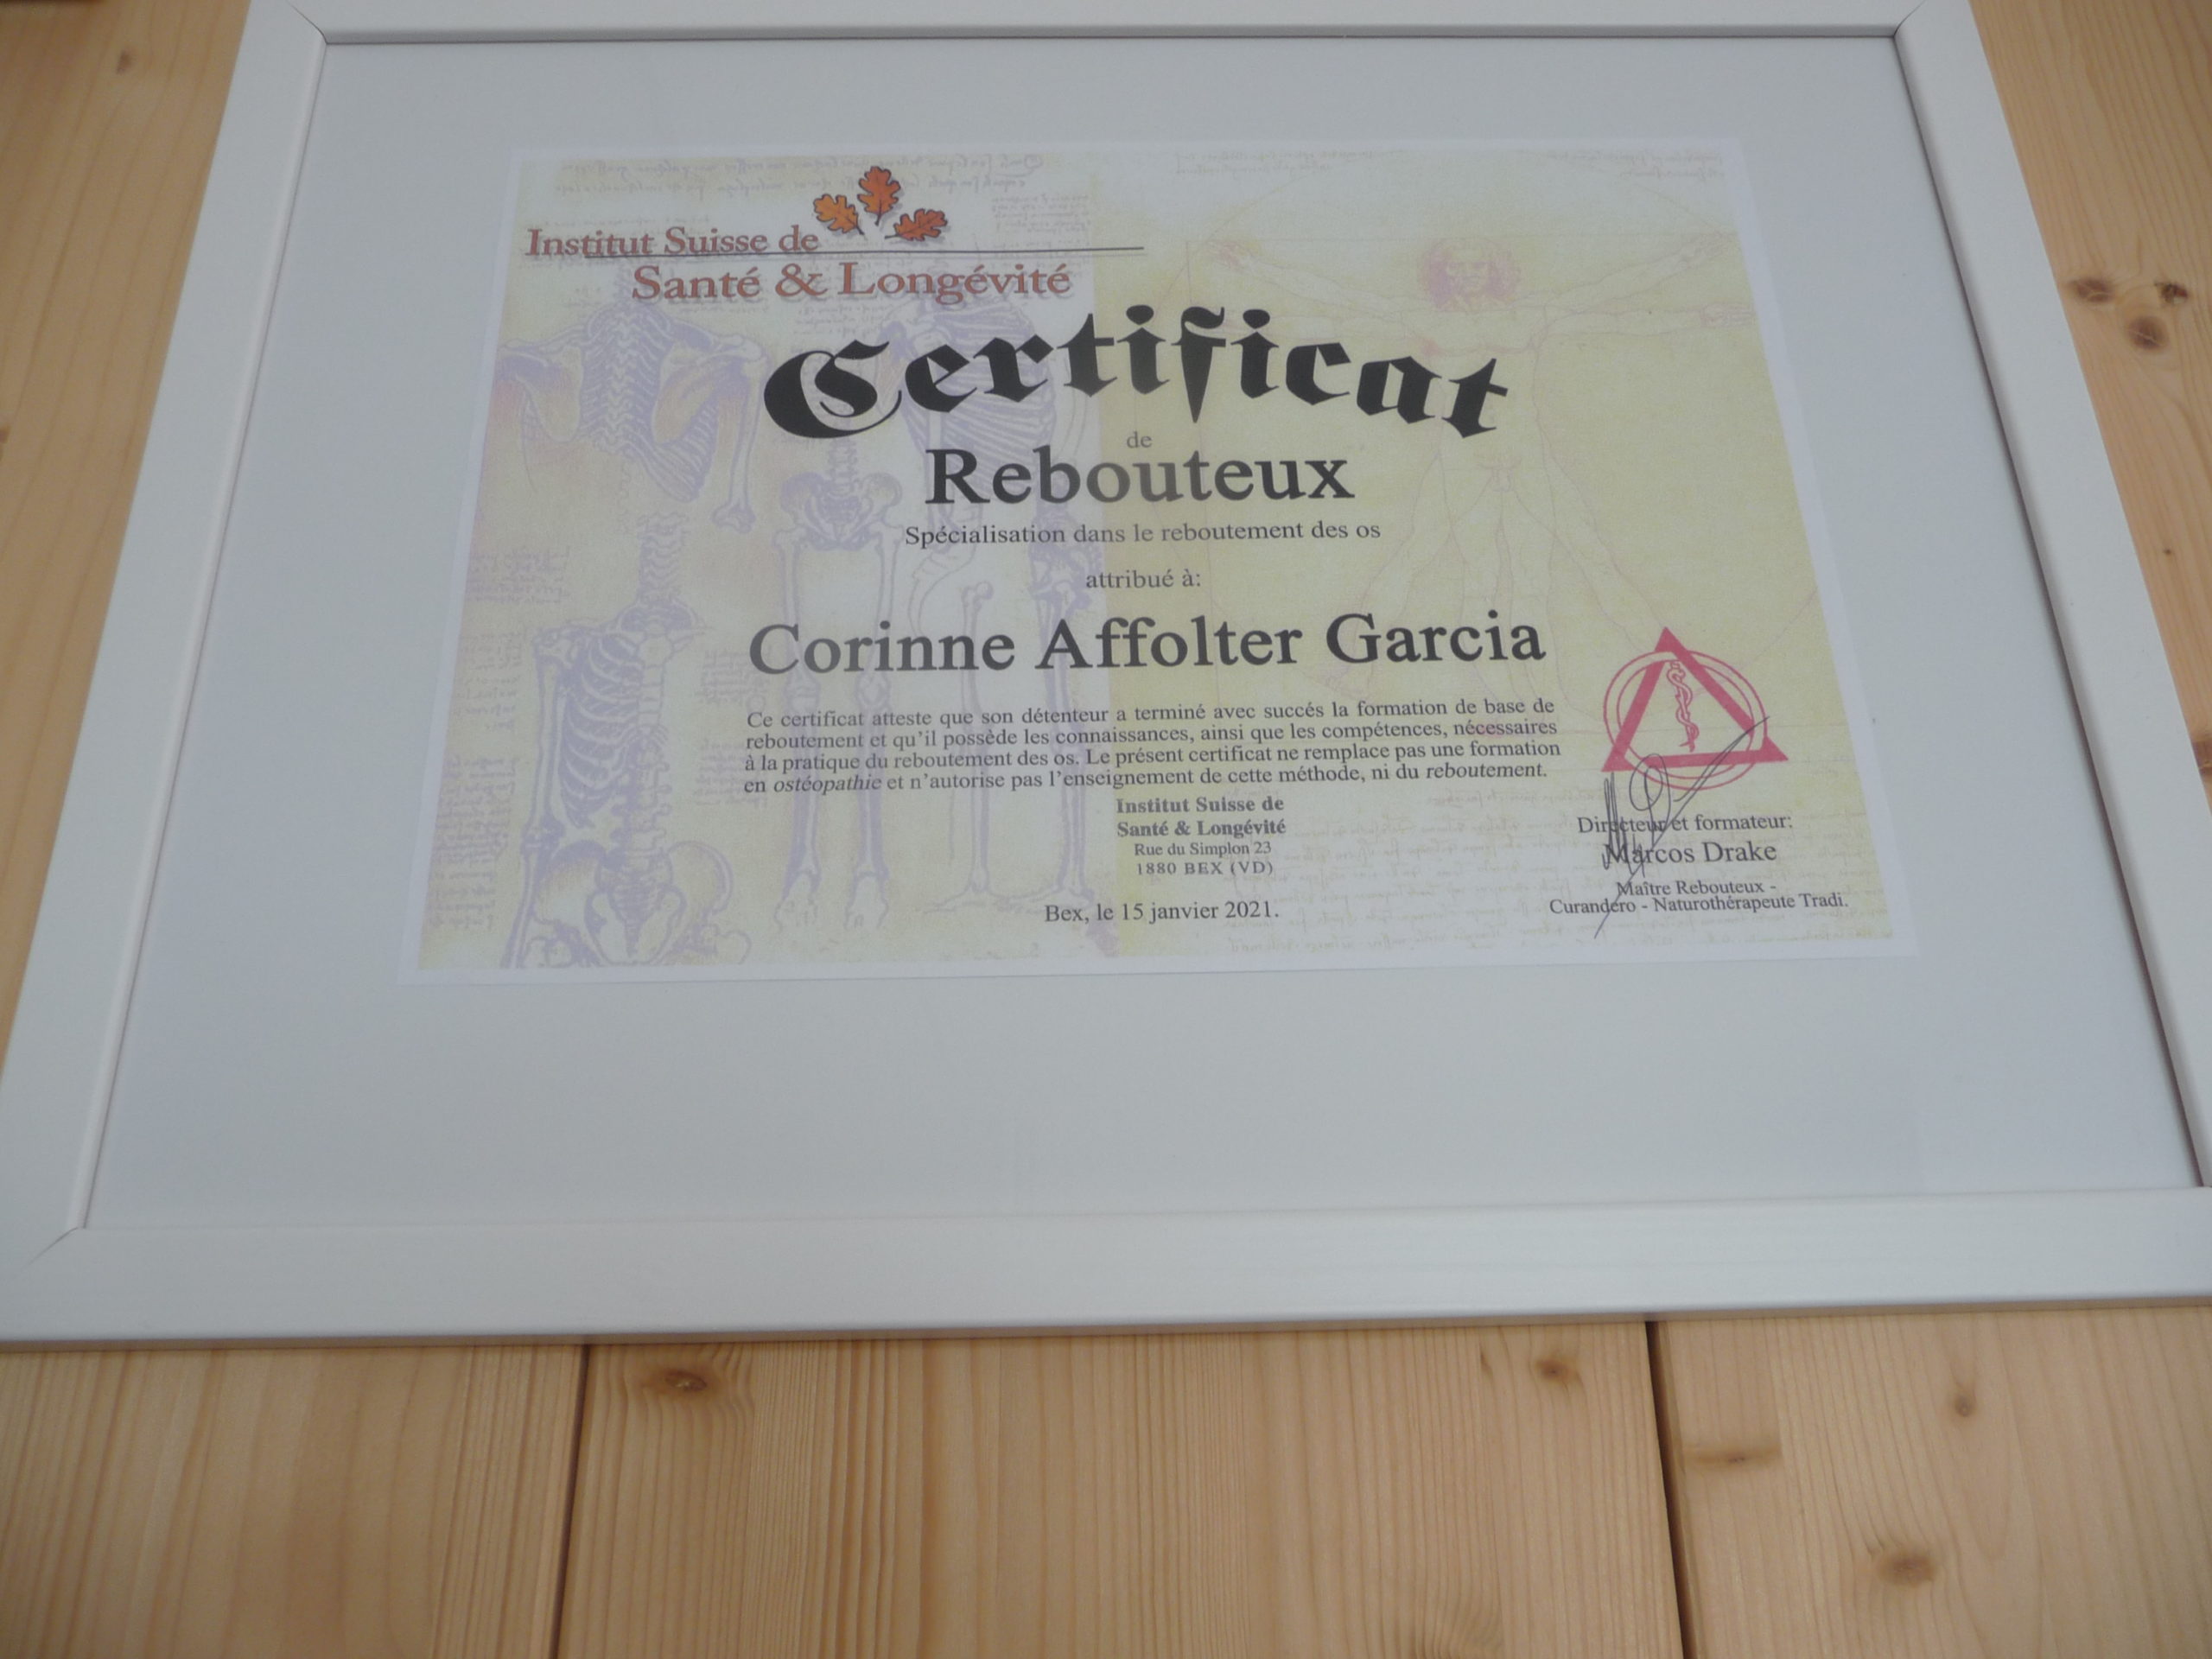 Institut Suisse de
Santé & Longévité
Certificat
de
Rebouteux
Spécialisation dans le reboutement des os
attribué à:
Corinne Affolter Garcia
Ce certificat atteste que son détenteur a terminé avec succés la formation de base de
reboutement et qu'il possède les connaissances, ainsi que les compétences, nécessaires
à la pratique du reboutement des os. Le présent certificat ne remplace pas une formation
en ostéopathie et n'autorise pas l'enseignement de cette méthode, ni du reboutement.
Institut Suisse de
Santé & Longévité
Rue du Simplon 23
1880 BEX (VD)
Bex, le 15 janvier 2021.
Directeur et formateur:
Marcos Drake
Maître Rebouteux -
Curandero - Naturothérapeute Tradi.